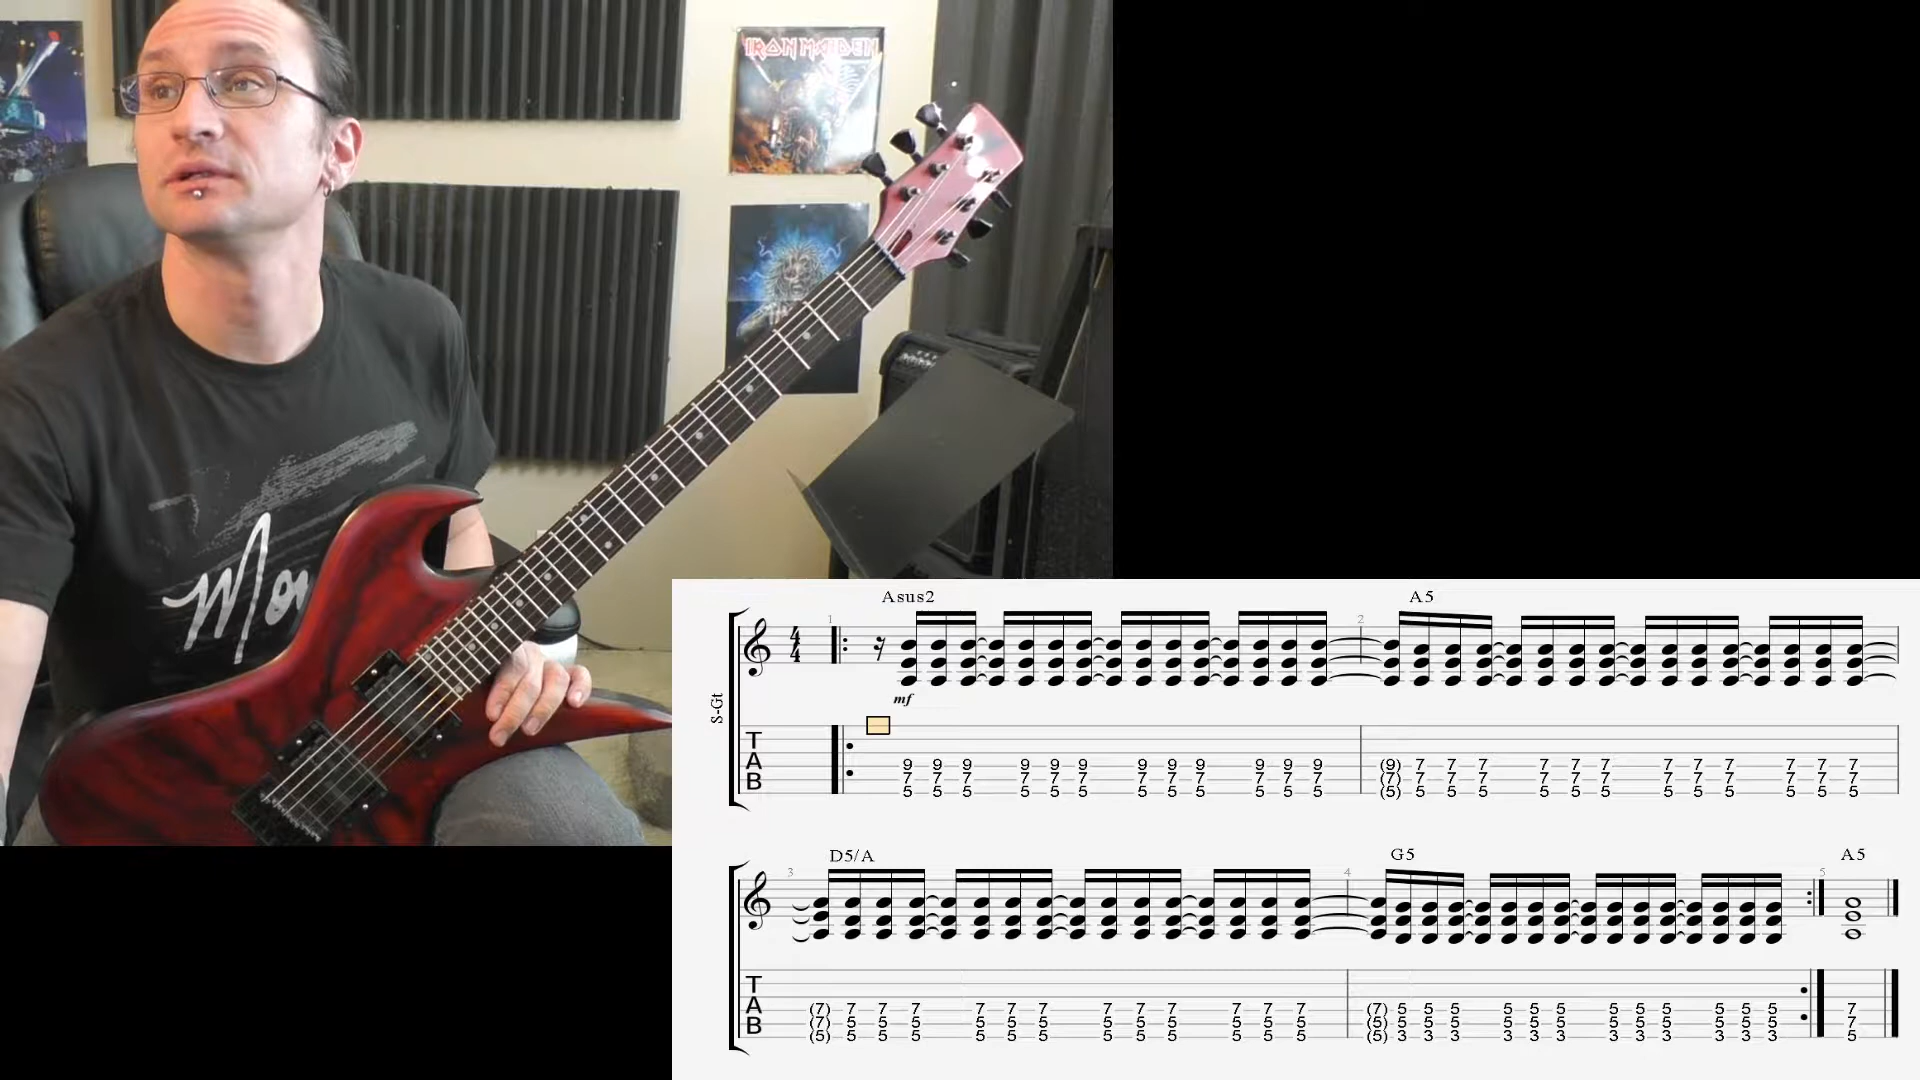 IRON MAIDEN
Mor
Asus2 A5
S-Gt
4
4
1 2
mf
T
A
B
9 9 9 9 9 9 9 9 9 9 9 9 (9) 7 7 7 7 7 7 7 7 7 7 7 7
7 7 7 7 7 7 7 7 7 7 7 7 (7) 7 7 7 7 7 7 7 7 7 7 7 7
5 5 5 5 5 5 5 5 5 5 5 5 (5) 5 5 5 5 5 5 5 5 5 5 5 5
D5/A G5 A5
3 4 5
T
A
B
(7) 7 7 7 7 7 7 7 7 7 7 7 7 (7) 5 5 5 5 5 5 5 5 5 5 5 5 7
(7) 5 5 5 5 5 5 5 5 5 5 5 5 (5) 5 5 5 5 5 5 5 5 5 5 5 5 7
(5) 5 5 5 5 5 5 5 5 5 5 5 5 (5) 3 3 3 3 3 3 3 3 3 3 3 3 5